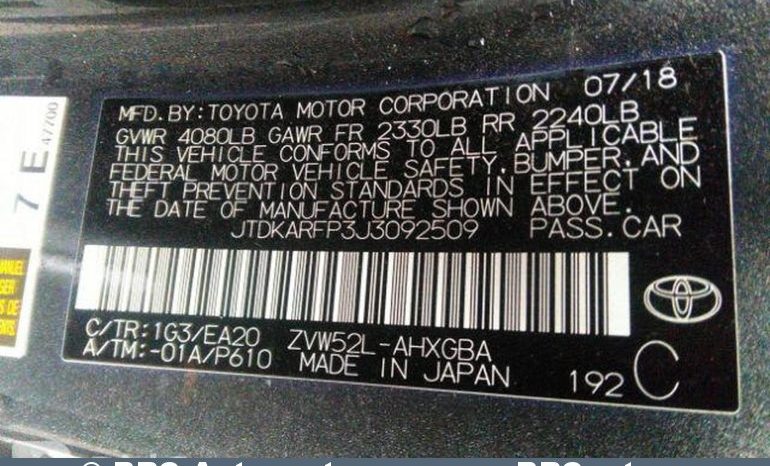 MFD. BY: TOYOTA MOTOR CORPORATION 07/18
GVWR 4080LB GAWR FR 2330LB RR 2240LB
THIS VEHICLE CONFORMS TO ALL APPLICABLE
FEDERAL MOTOR VEHICLE SAFETY, BUMPER, AND
THEFT PREVENTION STANDARDS IN EFFECT ON
THE DATE OF MANUFACTURE SHOWN ABOVE.
JTDKARFP3J3092509 PASS. CAR
C/TR: 1G3/EA20 ZVW52L-AHXGBA
A/TM: -01A/P610 MADE IN JAPAN 192 C
7 E 47700